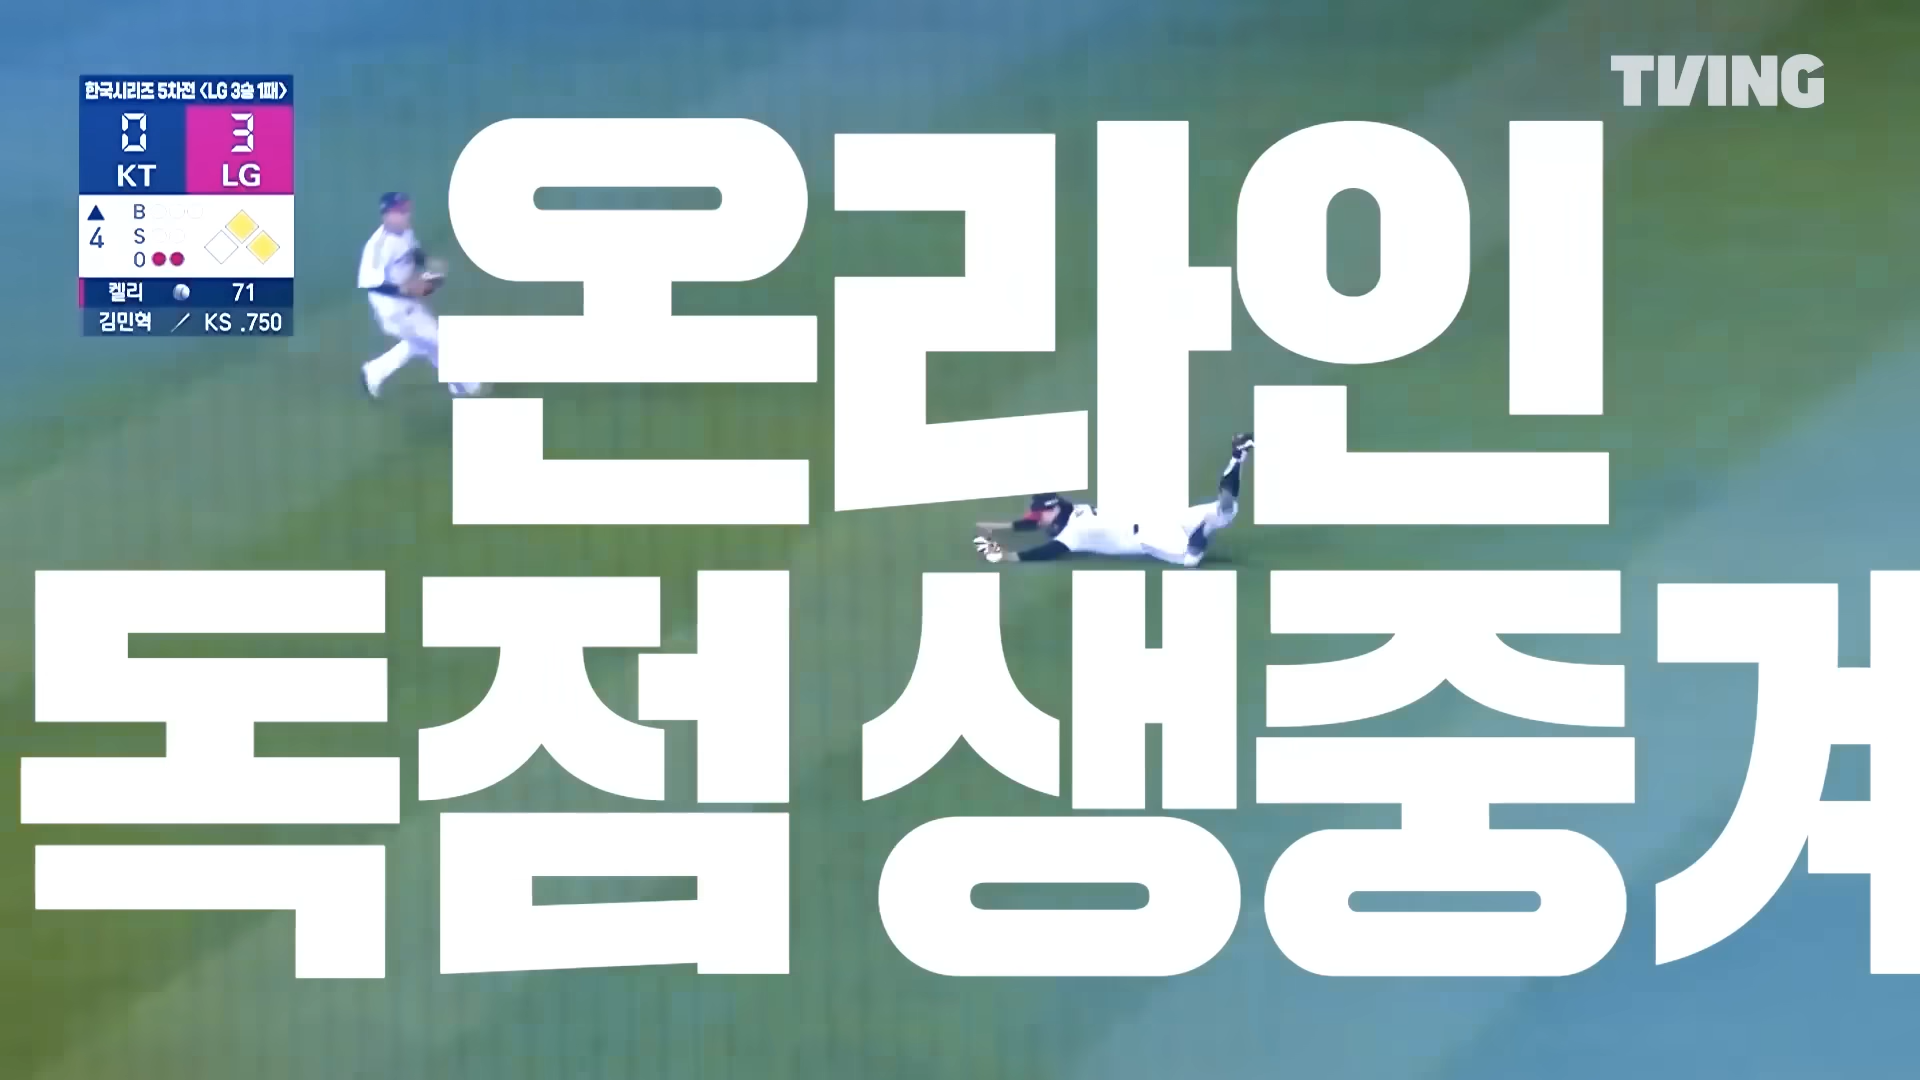 한국시리즈 5차전 〈LG 3승 1패〉
0 3
KT LG
▲ B
4 S
O
켈리 71
김민혁 KS .750
TVING
온라인
독점 생중계